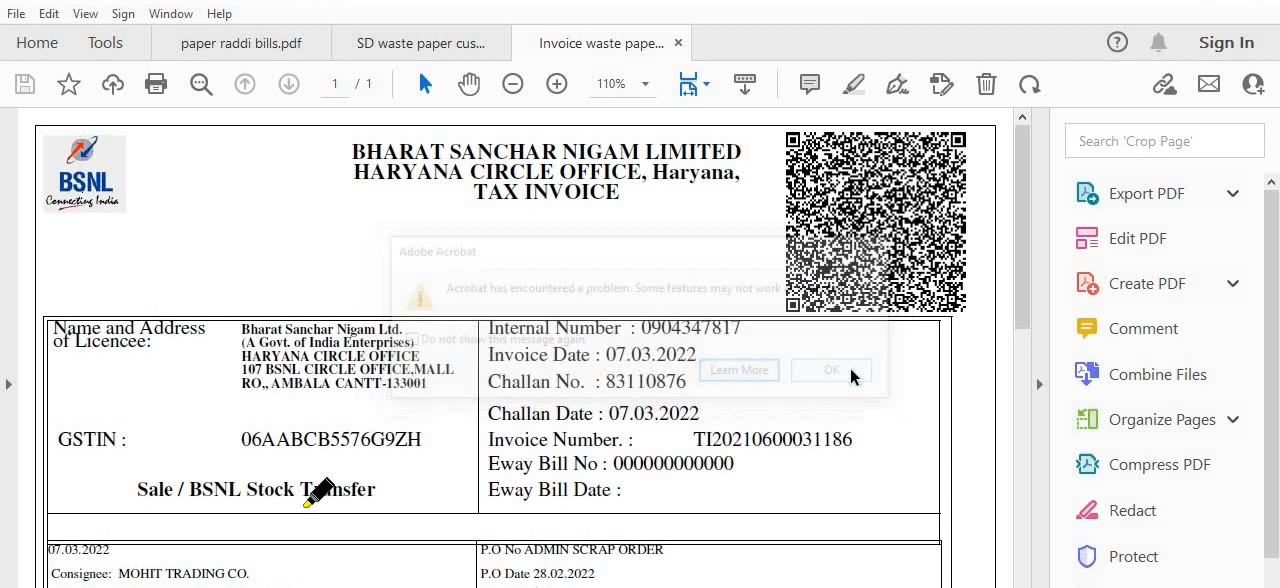 File Edit View Sign Window Help
Home Tools paper raddi bills.pdf SD waste paper cus... Invoice waste pape... × Sign In
1 / 1 110%
BSNL
Connecting India
BHARAT SANCHAR NIGAM LIMITED
HARYANA CIRCLE OFFICE, Haryana,
TAX INVOICE
Search 'Crop Page'
Export PDF
Edit PDF
Create PDF
Comment
Combine Files
Organize Pages
Compress PDF
Redact
Protect
Adobe Acrobat
Acrobat has encountered a problem. Some features may not work
Do not show this message again
Learn More OK
Name and Address
of Licencee:
Bharat Sanchar Nigam Ltd.
(A Govt. of India Enterprises)
HARYANA CIRCLE OFFICE
107 BSNL CIRCLE OFFICE,MALL
RO,, AMBALA CANTT-133001
GSTIN : 06AABCB5576G9ZH
Sale / BSNL Stock Transfer
Internal Number : 0904347817
Invoice Date : 07.03.2022
Challan No. : 83110876
Challan Date : 07.03.2022
Invoice Number. : TI20210600031186
Eway Bill No : 000000000000
Eway Bill Date :
07.03.2022
Consignee: MOHIT TRADING CO.
P.O No ADMIN SCRAP ORDER
P.O Date 28.02.2022